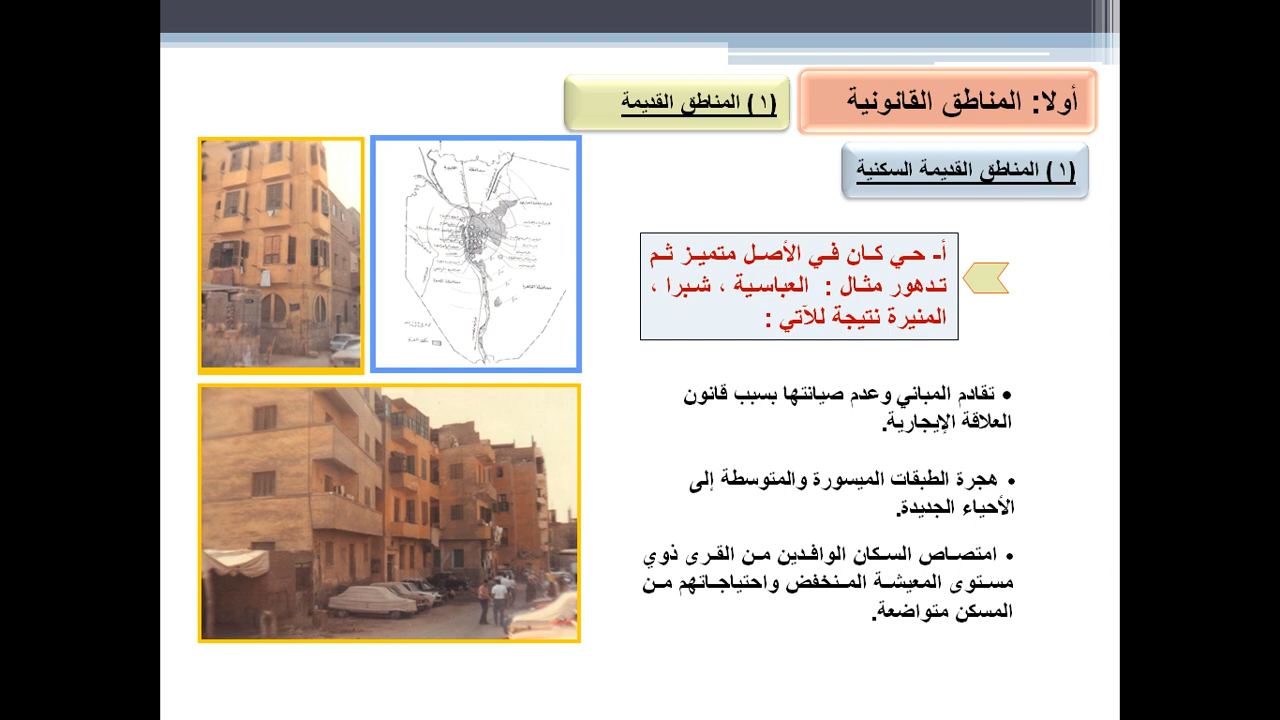 أولا: المناطق القانونية
(١) المناطق القديمة
(١) المناطق القديمة السكنية
أ- حي كان في الأصل متميز ثم
تدهور مثال : العباسية ، شبرا ،
المنيرة نتيجة للآتي :
• تقادم المباني وعدم صيانتها بسبب قانون
العلاقة الإيجارية.
• هجرة الطبقات الميسورة والمتوسطة إلى
الأحياء الجديدة.
• امتصاص السكان الوافدين من القرى ذوي
مستوى المعيشة المنخفض واحتياجاتهم من
المسكن متواضعة.